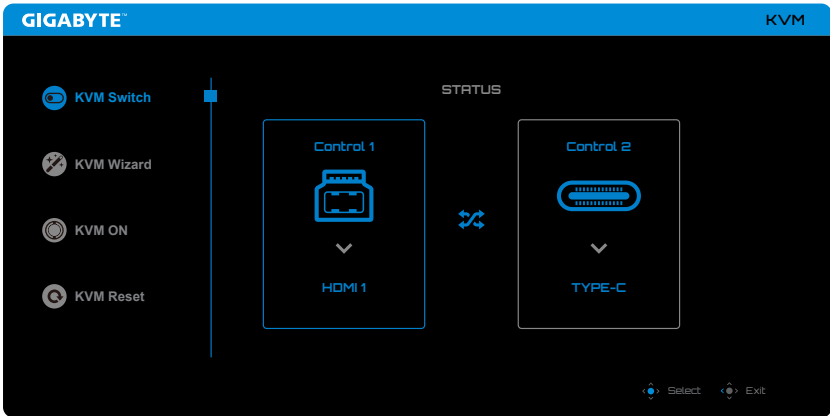 GIGABYTE™
KVM
KVM Switch
KVM Wizard
KVM ON
KVM Reset
STATUS
Control 1
HDMI 1
Control 2
TYPE-C
Select
Exit